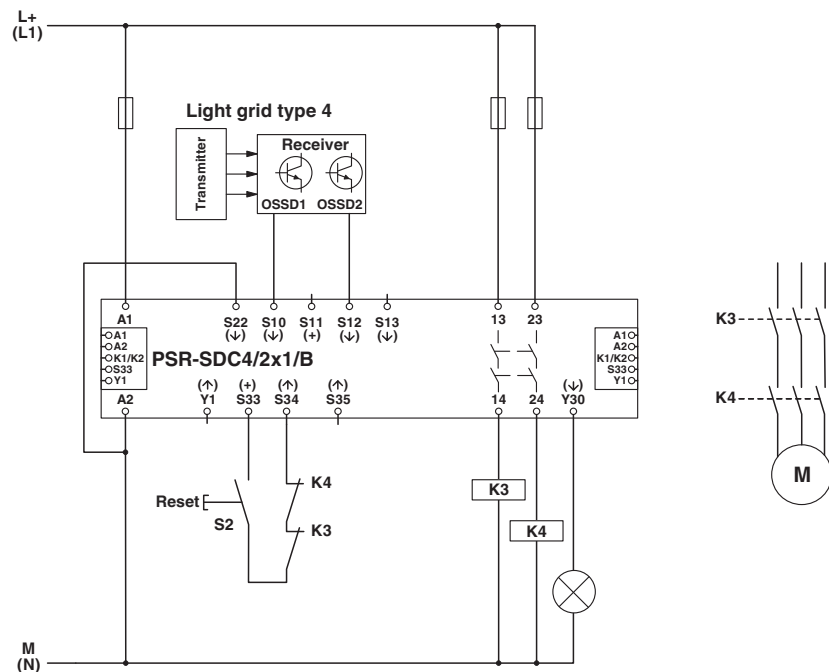 L+
(L1)
Light grid type 4
Transmitter
Receiver
OSSD1 OSSD2
A1 S22 S10 S11 S12 S13 13 23
(↓) (↓) (+) (↓) (↓)
A1
A2
K1/K2
S33
Y1
PSR-SDC4/2x1/B
A1
A2
K1/K2
S33
Y1
(↑) (+) (↑) (↑) (↓)
A2 Y1 S33 S34 S35 14 24 Y30
K3
K4
M
Reset
S2
K4
K3
K3
K4
M
(N)